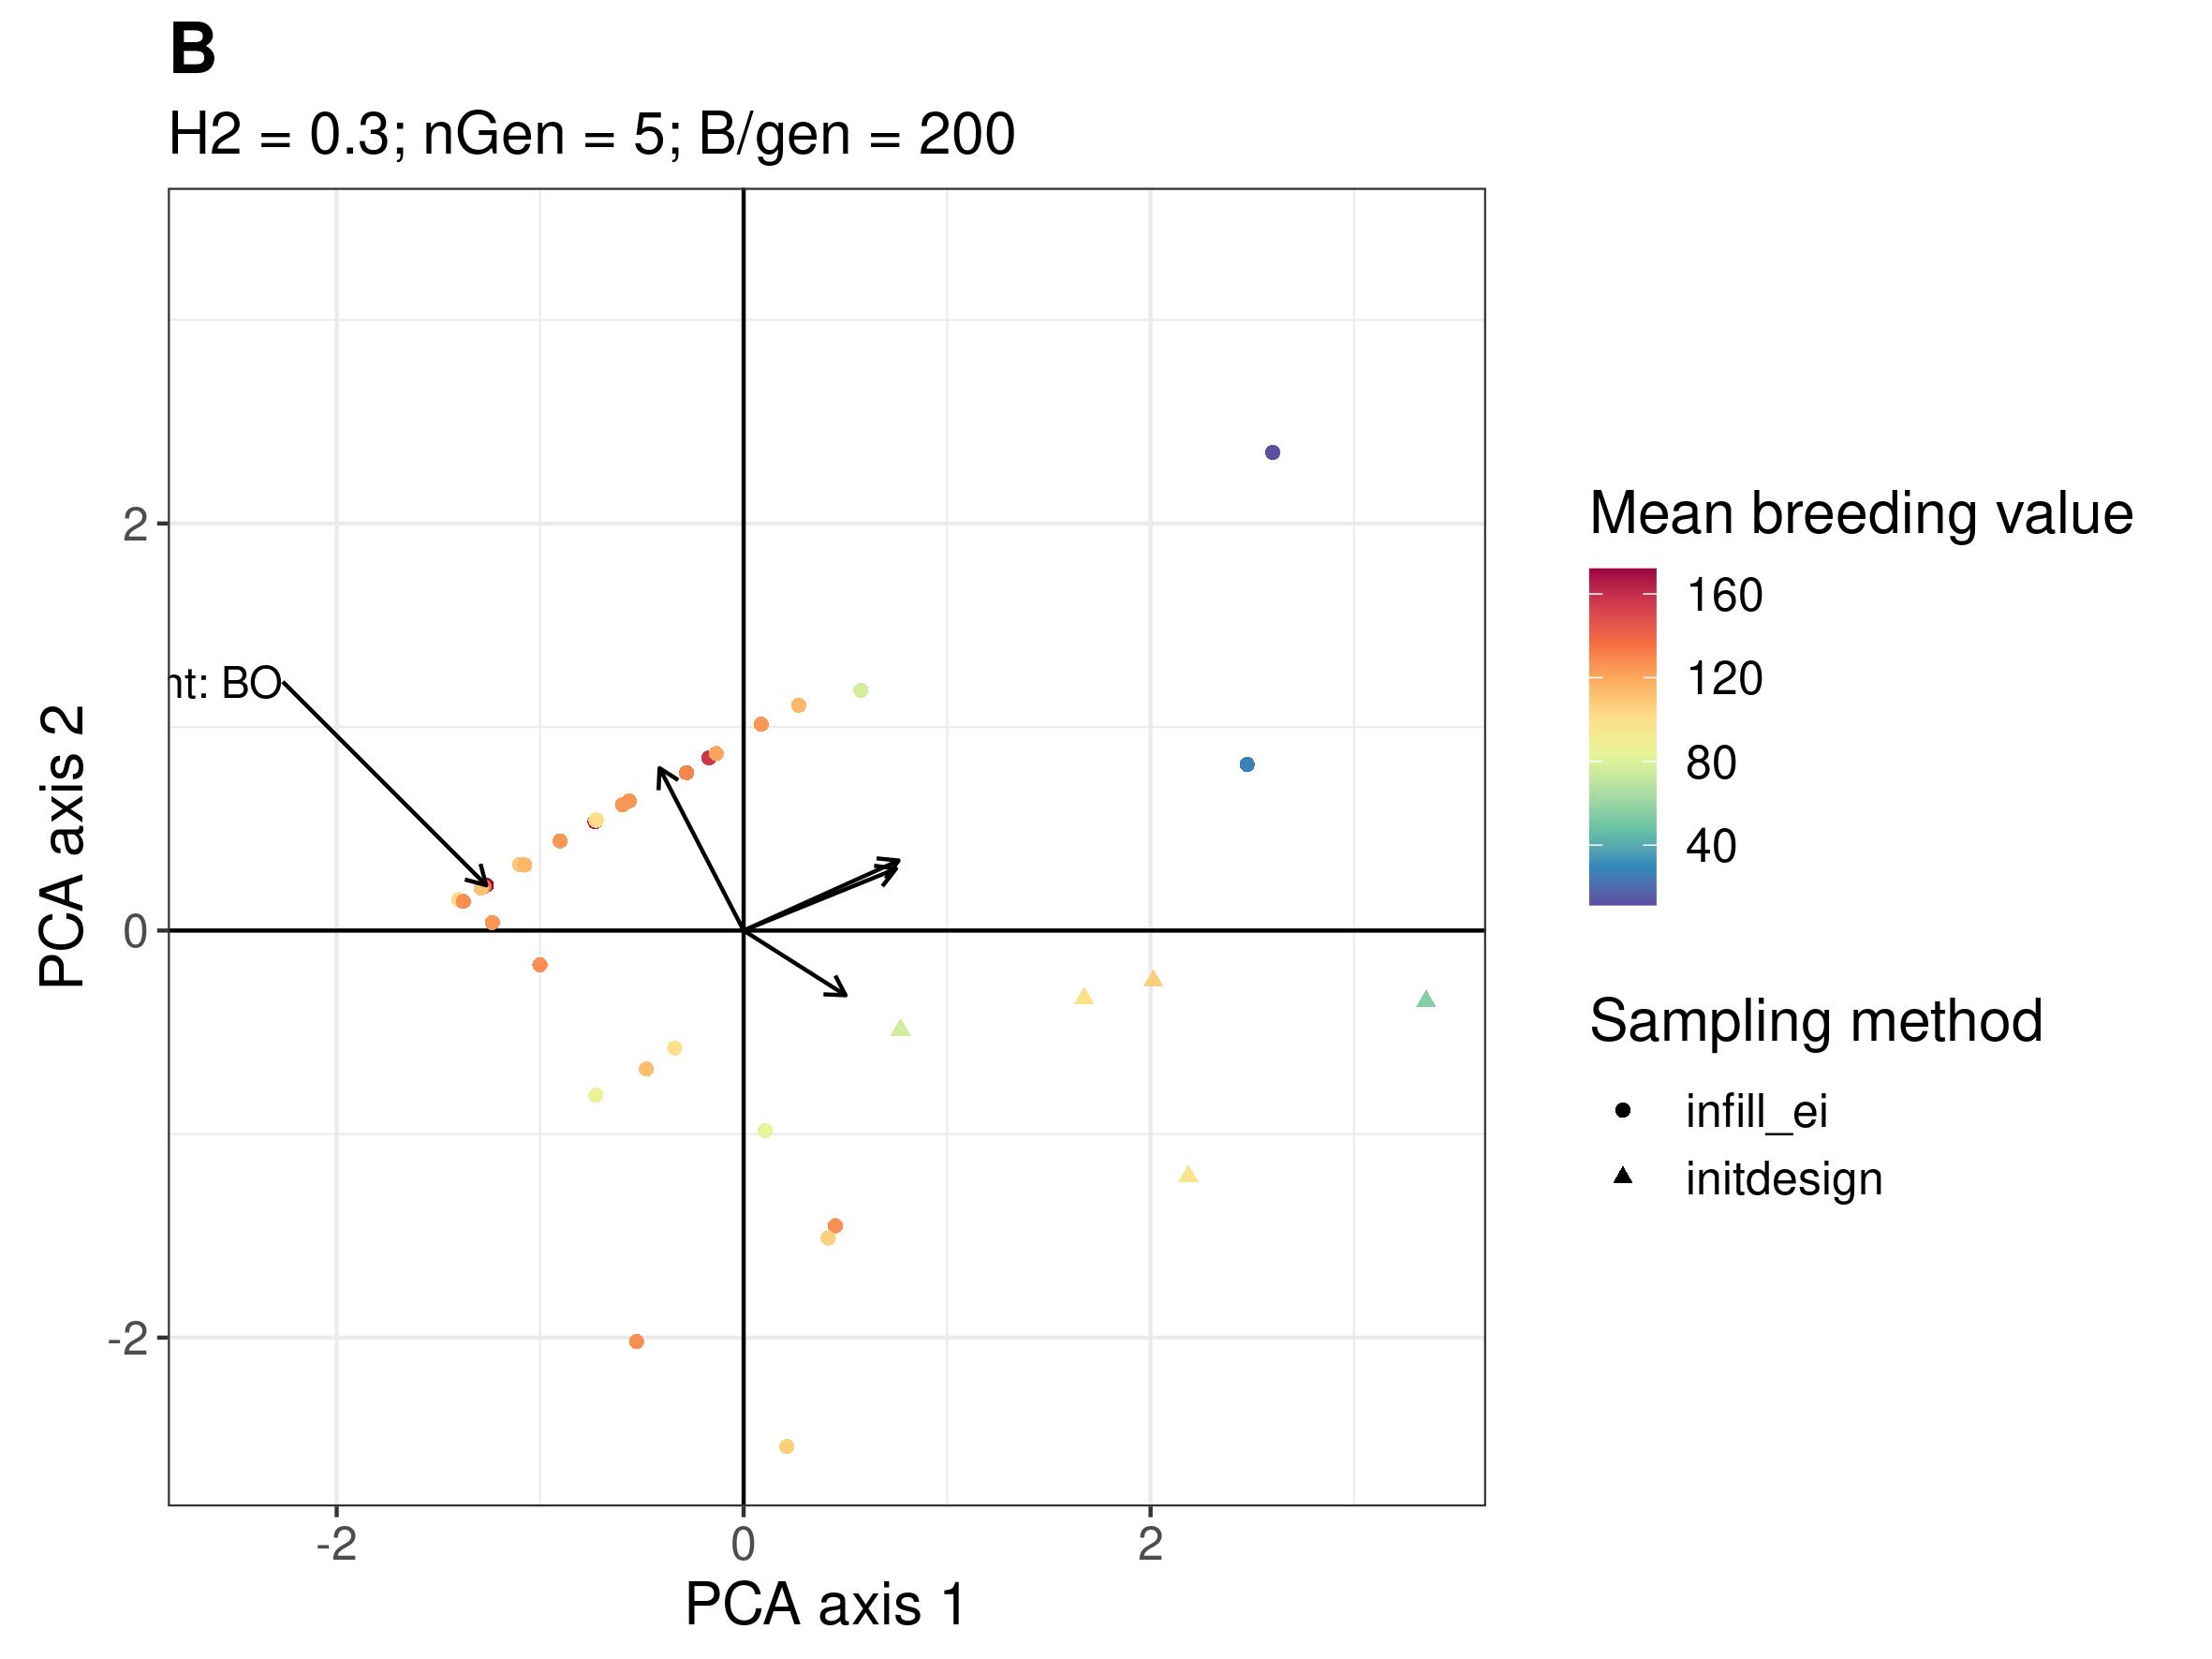 B
H2 = 0.3; nGen = 5; B/gen = 200
PCA axis 2
2
0
-2
nt: BO
-2
0
2
PCA axis 1
Mean breeding value
160
120
80
40
Sampling method
infill_ei
initdesign